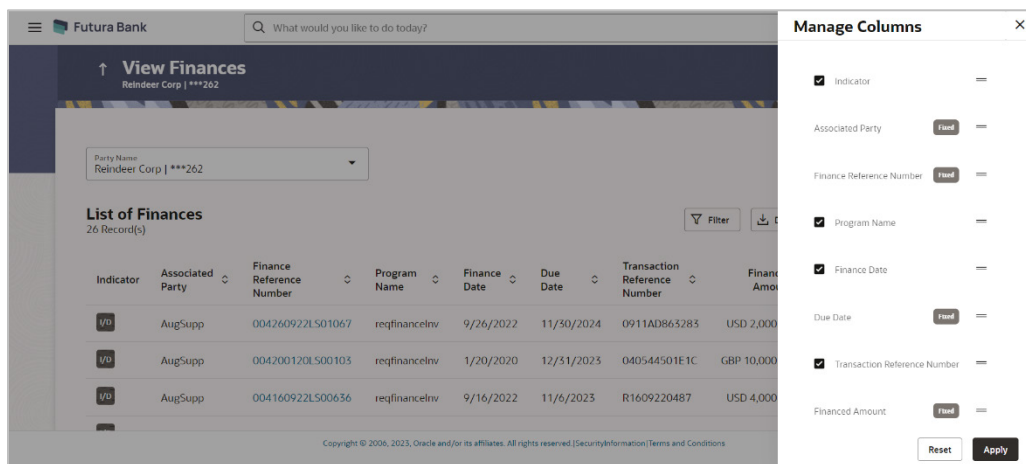 Futura Bank
What would you like to do today?
View Finances
Reindeer Corp | ***262
Party Name
Reindeer Corp | ***262
List of Finances
26 Record(s)
Filter
Indicator Associated Party Finance Reference Number Program Name Finance Date Due Date Transaction Reference Number
I/D AugSupp 004260922LS01067 reqfinanceInv 9/26/2022 11/30/2024 0911AD863283 USD 2,000
I/D AugSupp 004200120LS00103 reqfinanceInv 1/20/2020 12/31/2023 040544501E1C GBP 10,000
I/D AugSupp 004160922LS00636 reqfinanceInv 9/16/2022 11/6/2023 R1609220487 USD 4,000
Copyright © 2006, 2023, Oracle and/or its affiliates. All rights reserved.|SecurityInformation|Terms and Conditions
Manage Columns
Indicator
Associated Party Fixed
Finance Reference Number Fixed
Program Name
Finance Date
Due Date Fixed
Transaction Reference Number
Financed Amount Fixed
Reset Apply